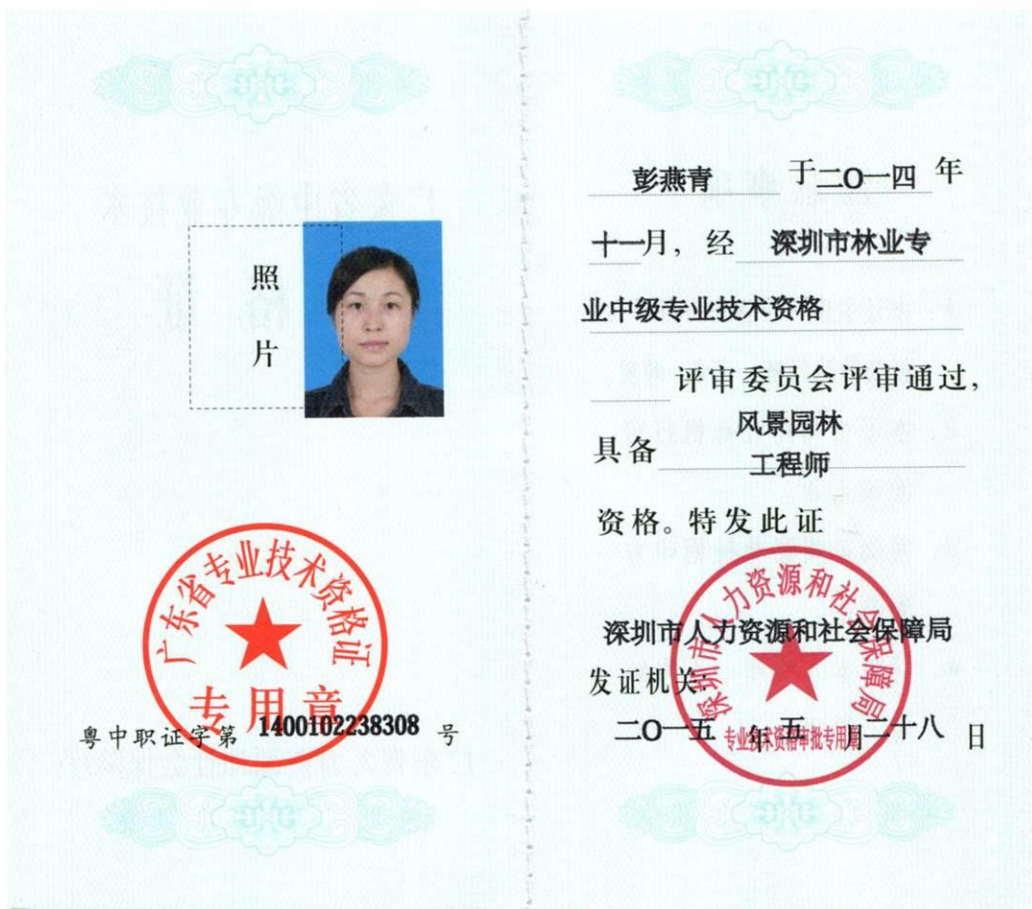 照
片
广东省专业技术资格证
专用章
粤中职证字第 1400102238308 号
彭燕青 于二〇一四 年
十一月，经 深圳市林业专
业中级专业技术资格
评审委员会评审通过，
风景园林
具备
工程师
资格。特发此证
深圳市人力资源和社会保障局
深圳市人力资源和社会保障局
发证机关：
专业技术资格审批专用章
二〇一五 年 五 月二十八 日